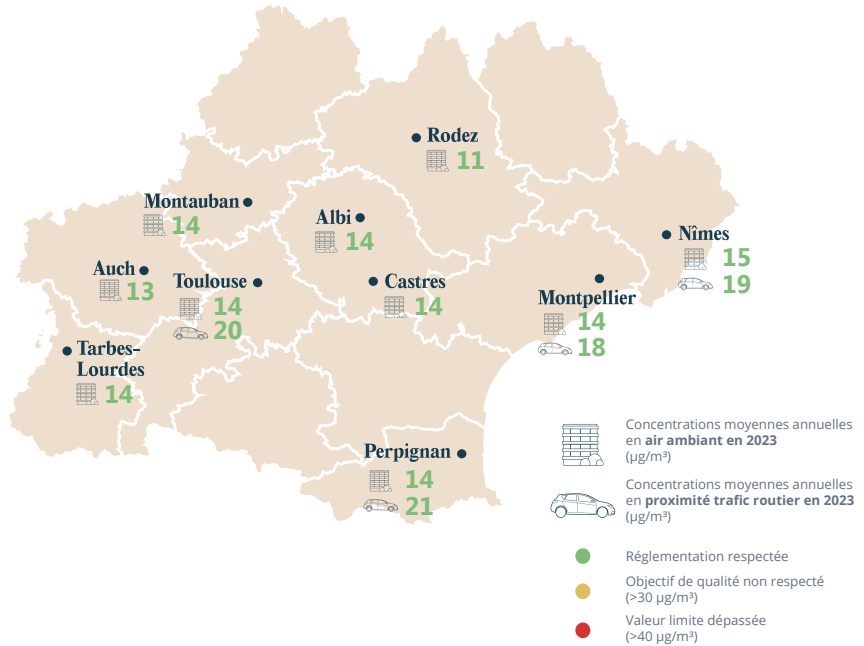 Rodez
11
Montauban
14
Albi
14
Nîmes
15
19
Auch
13
Toulouse
14
20
Castres
14
Montpellier
14
18
Tarbes-
Lourdes
14
Perpignan
14
21
Concentrations moyennes annuelles
en air ambiant en 2023
(µg/m³)
Concentrations moyennes annuelles
en proximité trafic routier en 2023
(µg/m³)
Réglementation respectée
Objectif de qualité non respecté
(>30 µg/m³)
Valeur limite dépassée
(>40 µg/m³)